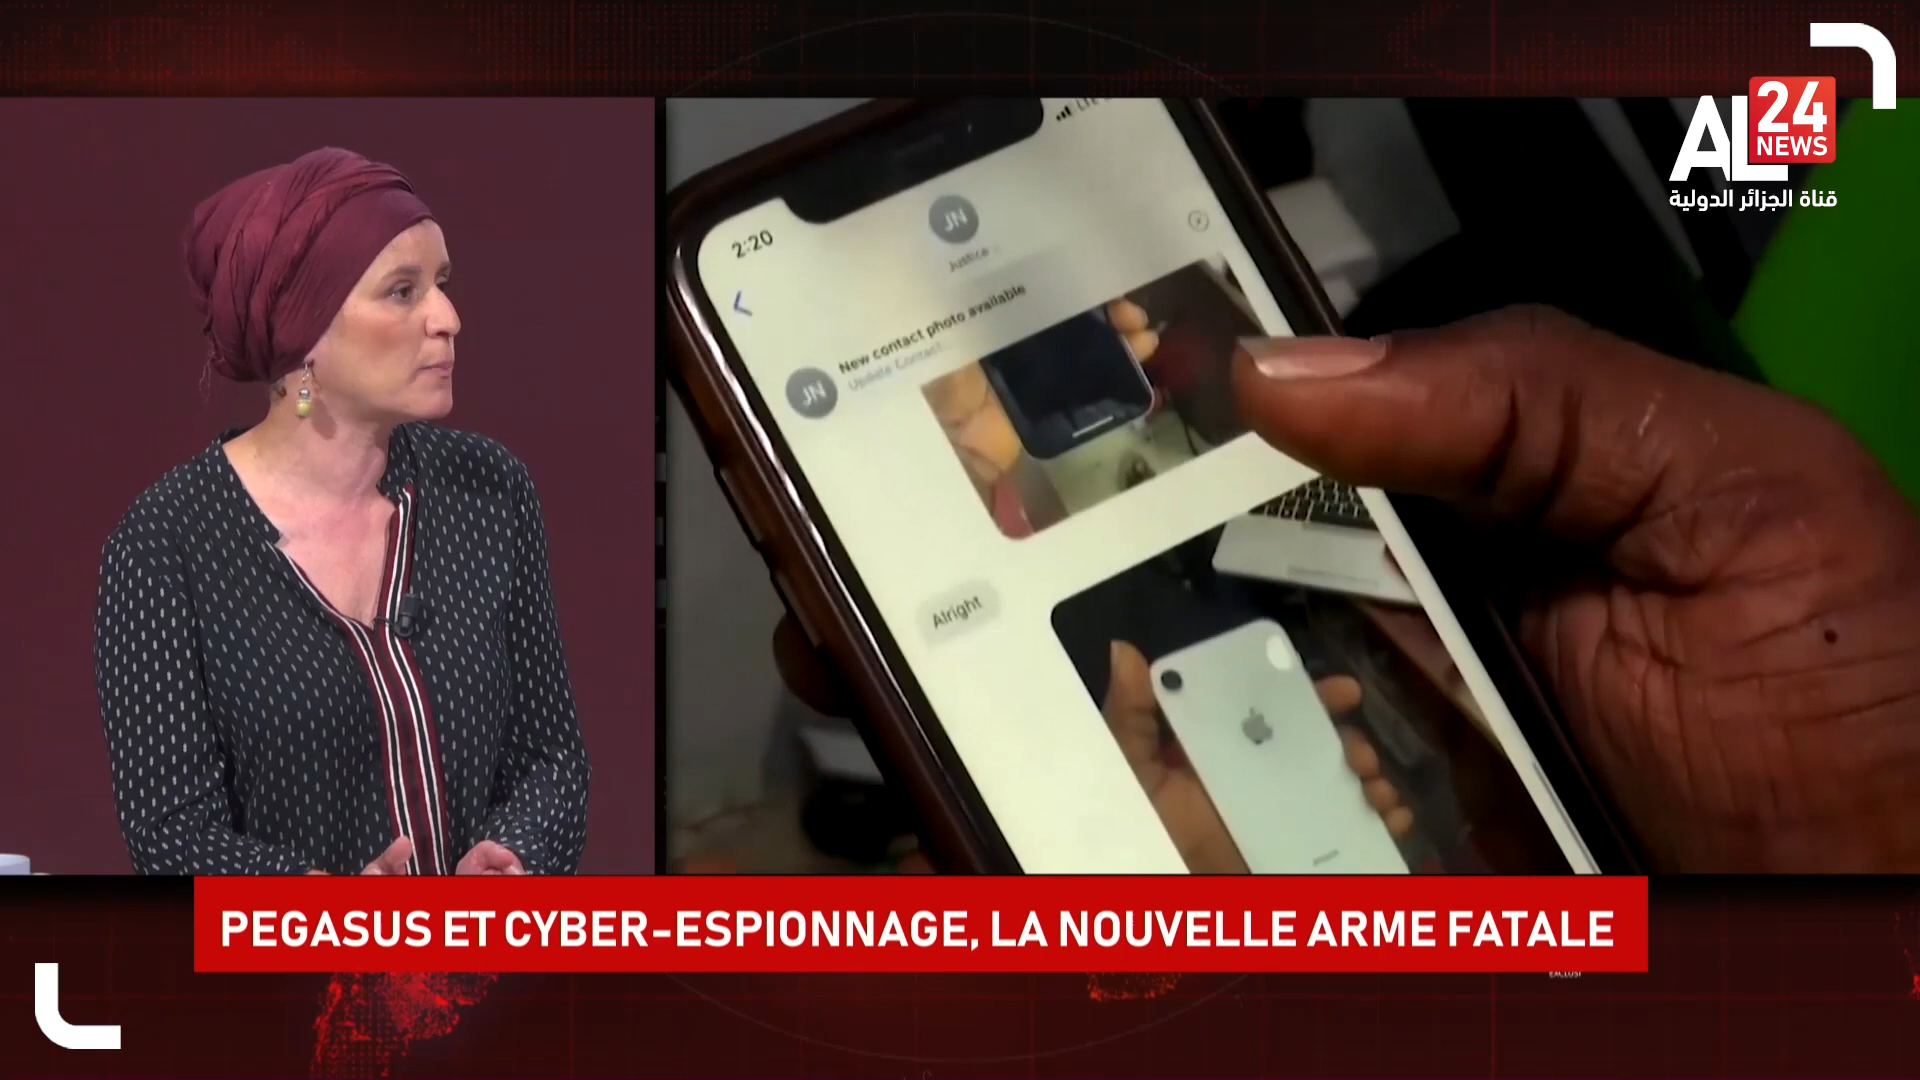 AL
24
NEWS
قناة الجزائر الدولية
2:20
LTE
JN
Justice
JN
New contact photo available
Update Contact
Alright
PEGASUS ET CYBER-ESPIONNAGE, LA NOUVELLE ARME FATALE